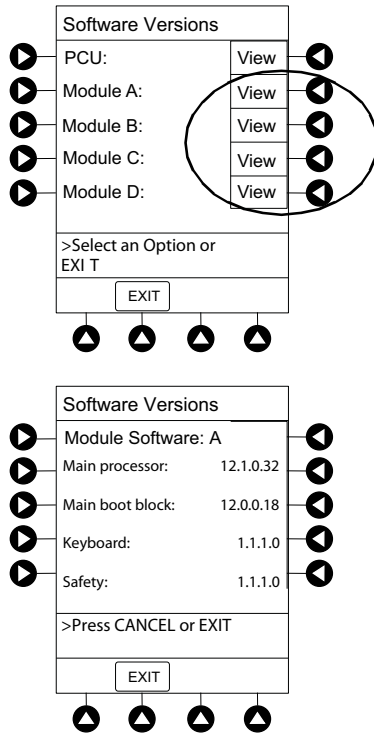 Software Versions
PCU: View
Module A: View
Module B: View
Module C: View
Module D: View
>Select an Option or
EXI T
EXIT
Software Versions
Module Software: A
Main processor: 12.1.0.32
Main boot block: 12.0.0.18
Keyboard: 1.1.1.0
Safety: 1.1.1.0
>Press CANCEL or EXIT
EXIT